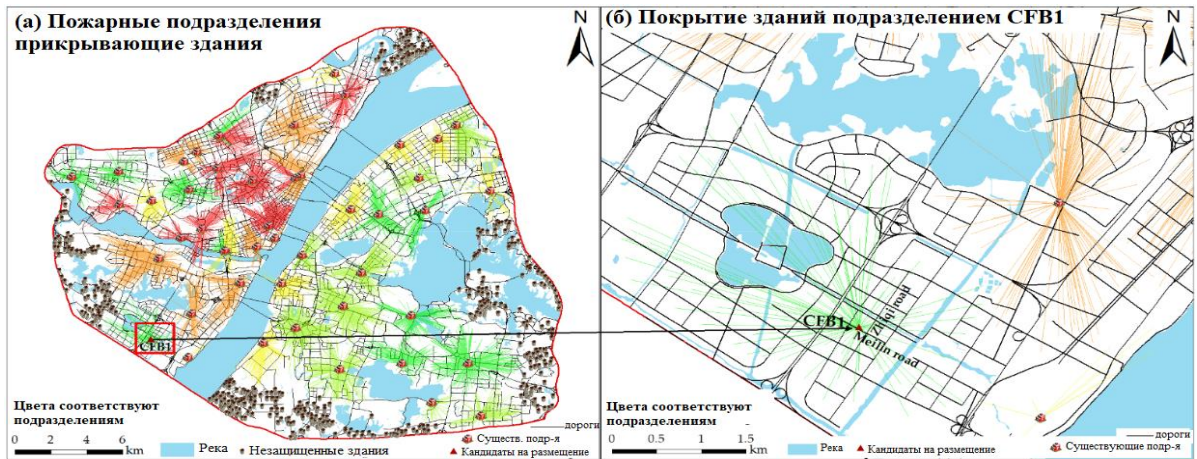 (а) Пожарные подразделения
прикрывающие здания
N
CFB1
Цвета соответствуют
подразделениям
0 2 4 6
km
Река
Незащищенные здания
дороги
Существ. подр-я
Кандидаты на размещение
(б) Покрытие зданий подразделением CFB1
N
CFB1
Zhiqi road
Meilin road
Цвета соответствуют
подразделениям
0 0.5 1 1.5
km
Река
Кандидаты на размещение
дороги
Существующие подр-я